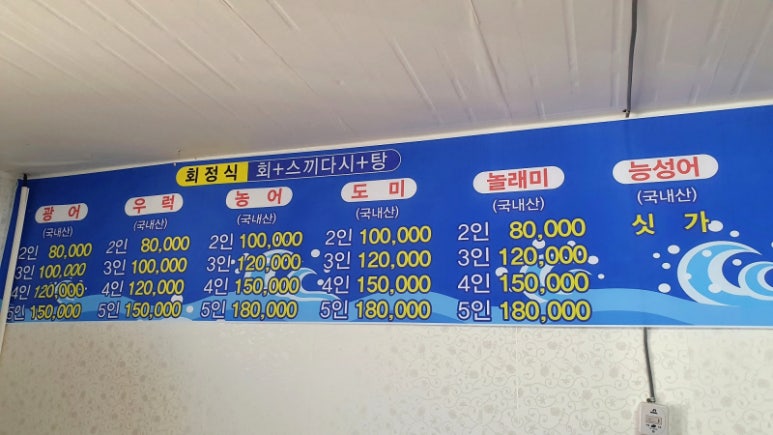 회정식 회+스끼다시+탕
광어
(국내산)
2인 80,000
3인 100,000
4인 120,000
5인 150,000
우럭
(국내산)
2인 80,000
3인 100,000
4인 120,000
5인 150,000
농어
(국내산)
2인 100,000
3인 120,000
4인 150,000
5인 180,000
도미
(국내산)
2인 100,000
3인 120,000
4인 150,000
5인 180,000
놀래미
(국내산)
2인 80,000
3인 120,000
4인 150,000
5인 180,000
능성어
(국내산)
싯가